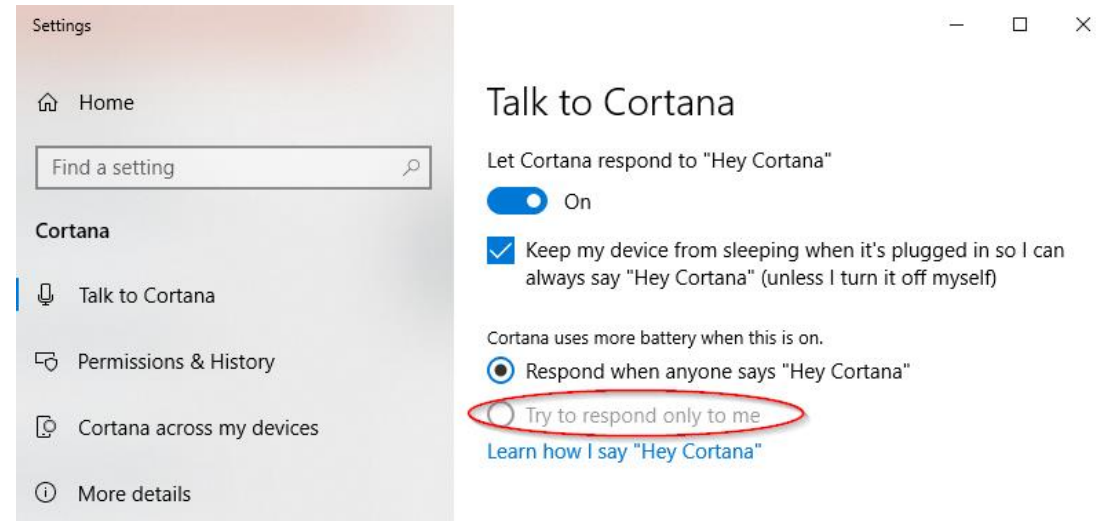 Settings
Home
Find a setting
Cortana
Talk to Cortana
Permissions & History
Cortana across my devices
More details
Talk to Cortana
Let Cortana respond to "Hey Cortana"
On
Keep my device from sleeping when it's plugged in so I can
always say "Hey Cortana" (unless I turn it off myself)
Cortana uses more battery when this is on.
Respond when anyone says "Hey Cortana"
Try to respond only to me
Learn how I say "Hey Cortana"